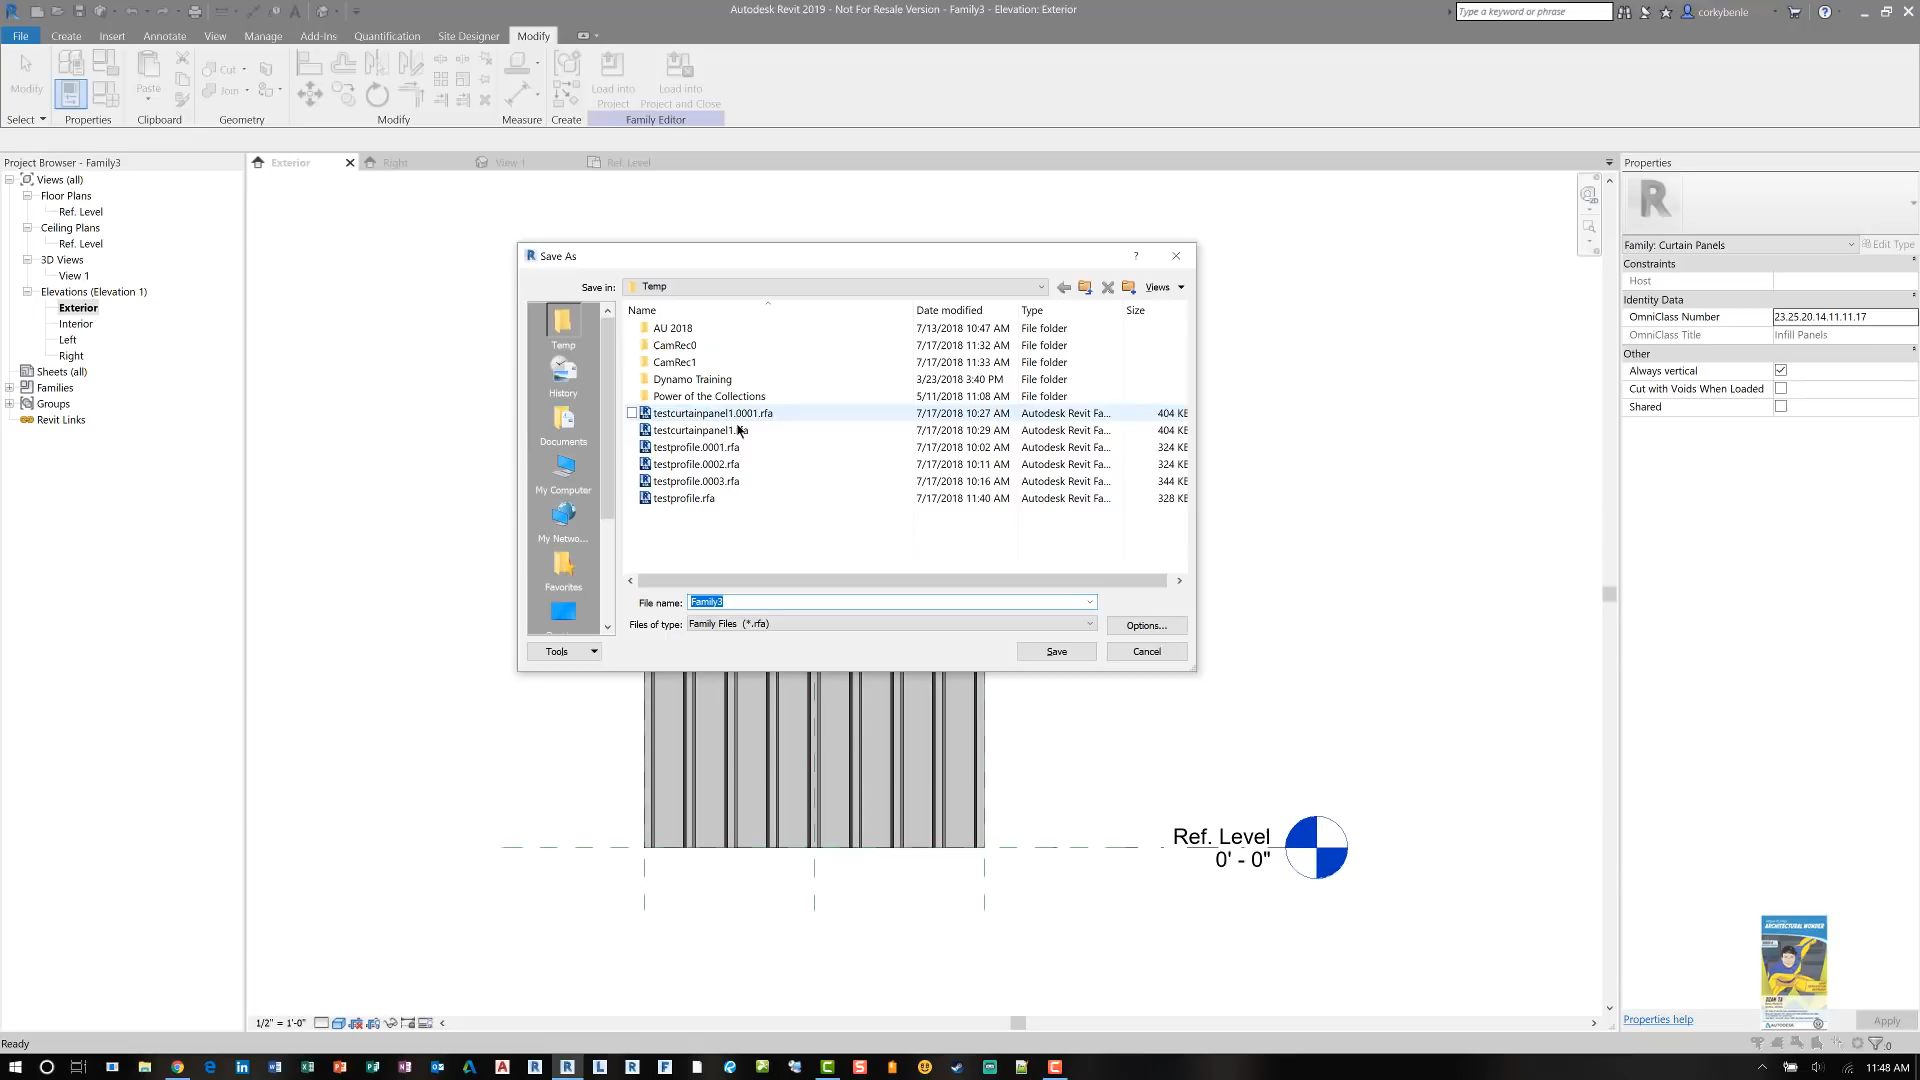 Autodesk Revit 2019 - Not For Resale Version - Family3 - Elevation: Exterior
Type a keyword or phrase
corkybenle
File Create Insert Annotate View Manage Add-Ins Quantification Site Designer Modify
Modify
Paste
Cut
Join
Load into Project
Load into Project and Close
Select Properties Clipboard Geometry Modify Measure Create Family Editor
Project Browser - Family3
Views (all)
Floor Plans
Ref. Level
Ceiling Plans
Ref. Level
3D Views
View 1
Elevations (Elevation 1)
Exterior
Interior
Left
Right
Sheets (all)
Families
Groups
Revit Links
Exterior Right View 1 Ref. Level
Save As
Save in: Temp
Views
Temp
History
Documents
My Computer
My Netwo...
Favorites
Name Date modified Type Size
AU 2018 7/13/2018 10:47 AM File folder
CamRec0 7/17/2018 11:32 AM File folder
CamRec1 7/17/2018 11:33 AM File folder
Dynamo Training 3/23/2018 3:40 PM File folder
Power of the Collections 5/11/2018 11:08 AM File folder
testcurtainpanel1.0001.rfa 7/17/2018 10:27 AM Autodesk Revit Fa... 404 KB
testcurtainpanel1.rfa 7/17/2018 10:29 AM Autodesk Revit Fa... 404 KB
testprofile.0001.rfa 7/17/2018 10:02 AM Autodesk Revit Fa... 324 KB
testprofile.0002.rfa 7/17/2018 10:11 AM Autodesk Revit Fa... 324 KB
testprofile.0003.rfa 7/17/2018 10:16 AM Autodesk Revit Fa... 344 KB
testprofile.rfa 7/17/2018 11:40 AM Autodesk Revit Fa... 328 KB
File name: Family3
Files of type: Family Files (*.rfa)
Options...
Tools
Save
Cancel
Ref. Level
0' - 0"
Properties
Family: Curtain Panels
Edit Type
Constraints
Host
Identity Data
OmniClass Number 23.25.20.14.11.11.17
OmniClass Title Infill Panels
Other
Always vertical
Cut with Voids When Loaded
Shared
ARCHITECTURAL WONDER
AUTODESK
Properties help
Apply
1/2" = 1'-0"
Ready
:0
11:48 AM